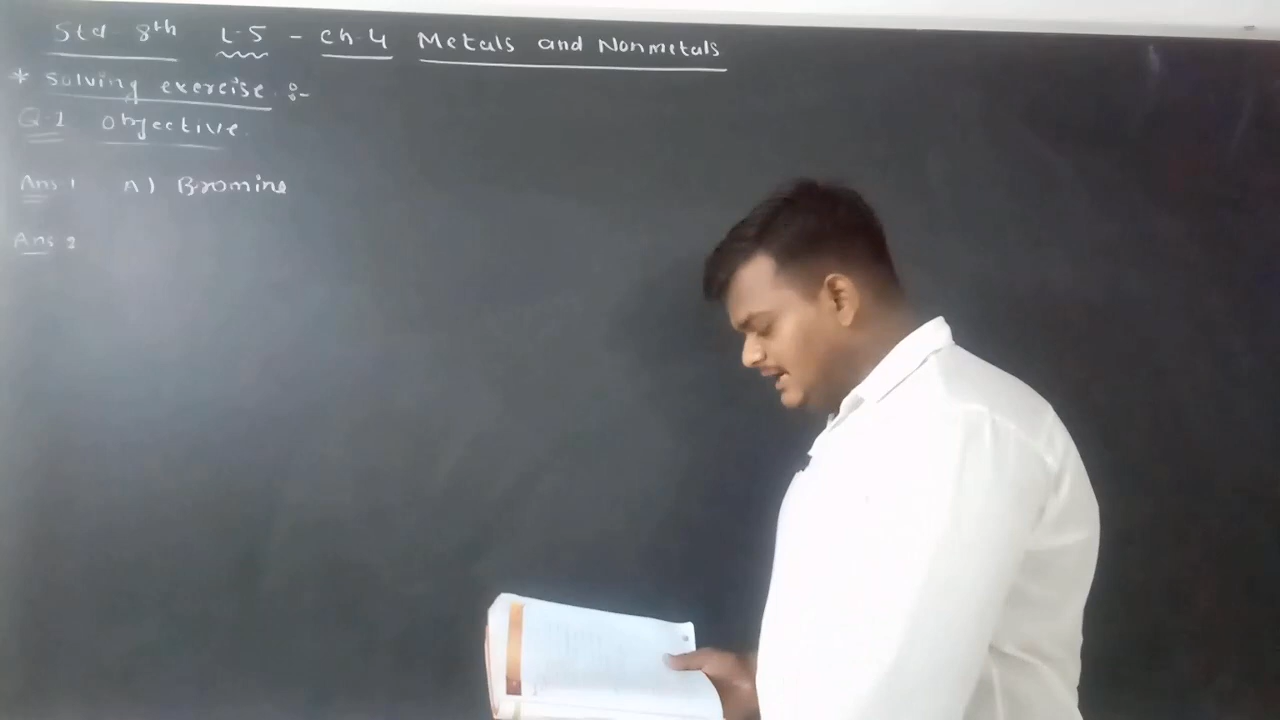 Std 8th L-5 - Ch-4 Metals and Nonmetals
* Solving exercise :-
Q-1 Objective.
Ans 1 A) Bromine
Ans 2